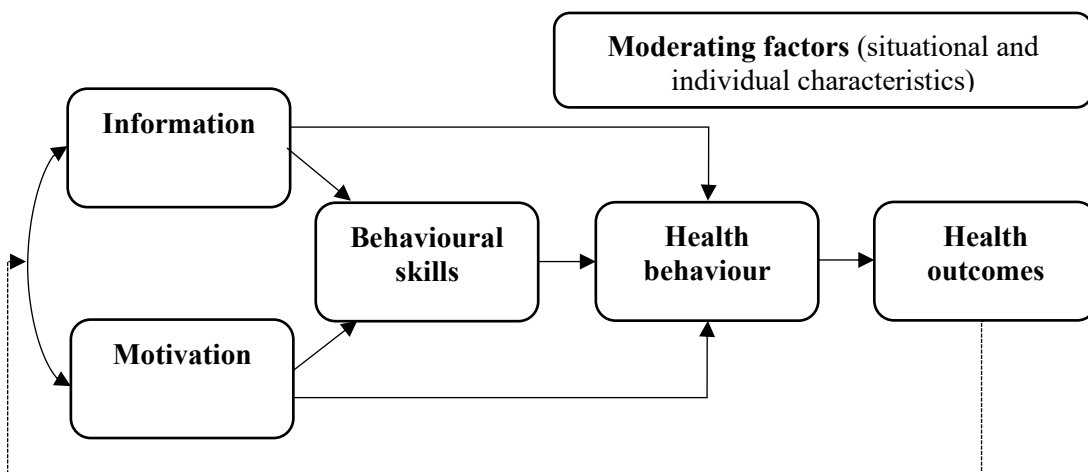 Moderating factors (situational and
individual characteristics)
Information
Behavioural
skills
Health
behaviour
Health
outcomes
Motivation